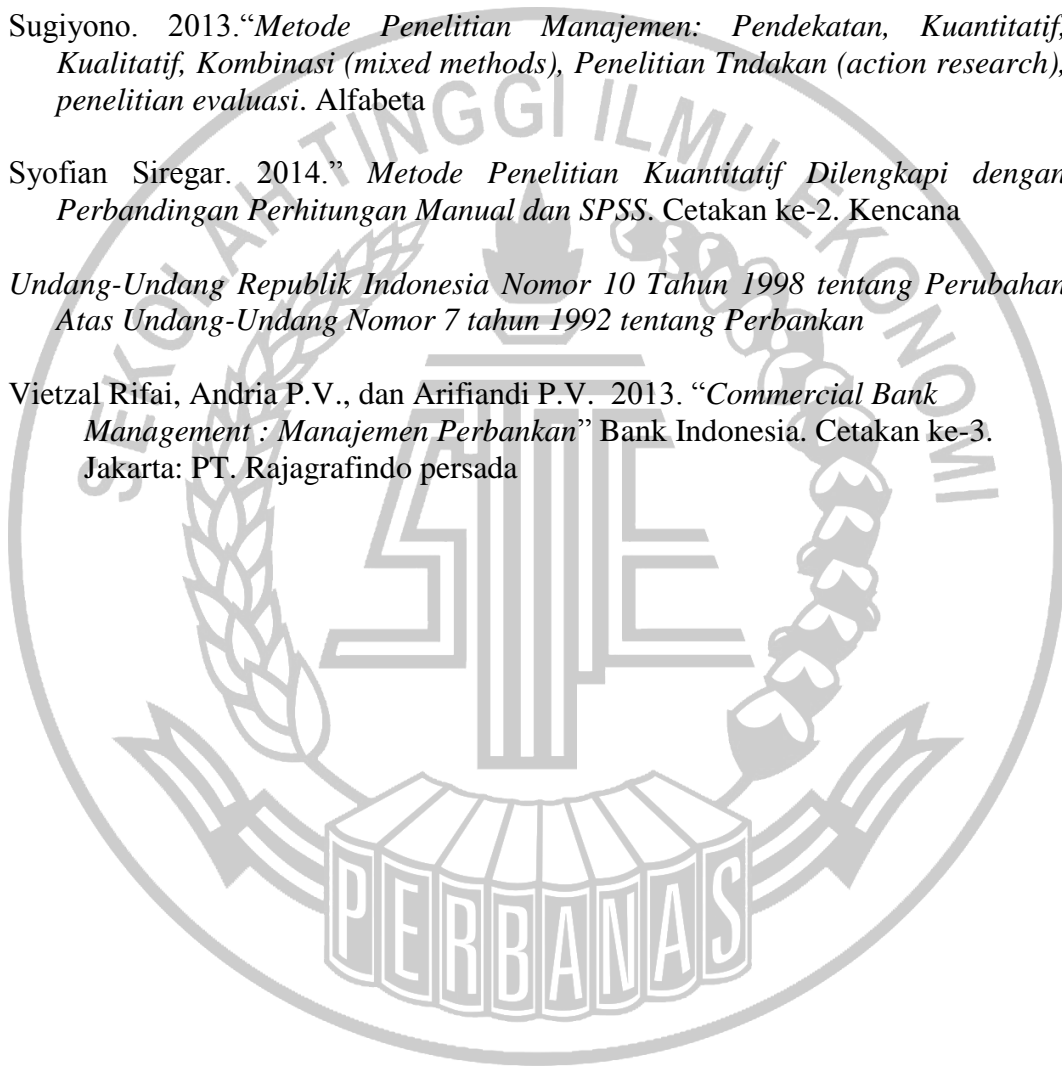 Sugiyono. 2013.“Metode Penelitian Manajemen: Pendekatan, Kuantitatif,
Kualitatif, Kombinasi (mixed methods), Penelitian Tndakan (action research),
penelitian evaluasi. Alfabeta
Syofian Siregar. 2014.” Metode Penelitian Kuantitatif Dilengkapi dengan
Perbandingan Perhitungan Manual dan SPSS. Cetakan ke-2. Kencana
Undang-Undang Republik Indonesia Nomor 10 Tahun 1998 tentang Perubahan
Atas Undang-Undang Nomor 7 tahun 1992 tentang Perbankan
Vietzal Rifai, Andria P.V., dan Arifiandi P.V. 2013. “Commercial Bank
Management : Manajemen Perbankan” Bank Indonesia. Cetakan ke-3.
Jakarta: PT. Rajagrafindo persada
SEKOLAH TINGGI ILMU EKONOMI
STIE
PERBANAS